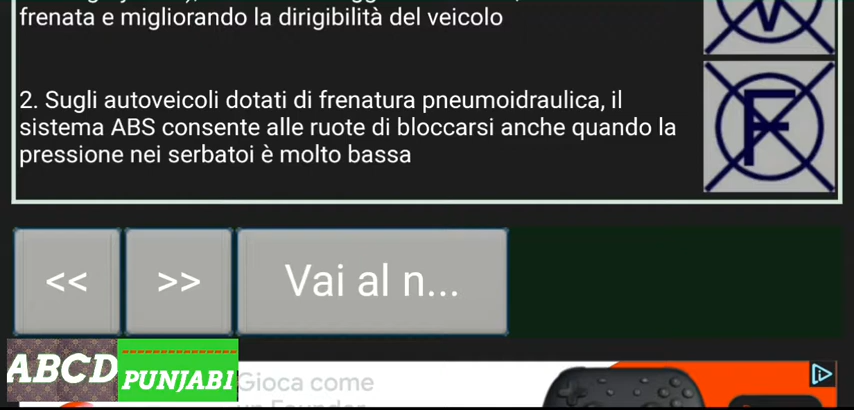 frenata e migliorando la dirigibilità del veicolo
V
2. Sugli autoveicoli dotati di frenatura pneumoidraulica, il
sistema ABS consente alle ruote di bloccarsi anche quando la
pressione nei serbatoi è molto bassa
F
<< >> Vai al n...
ABCD PUNJABI
Gioca come